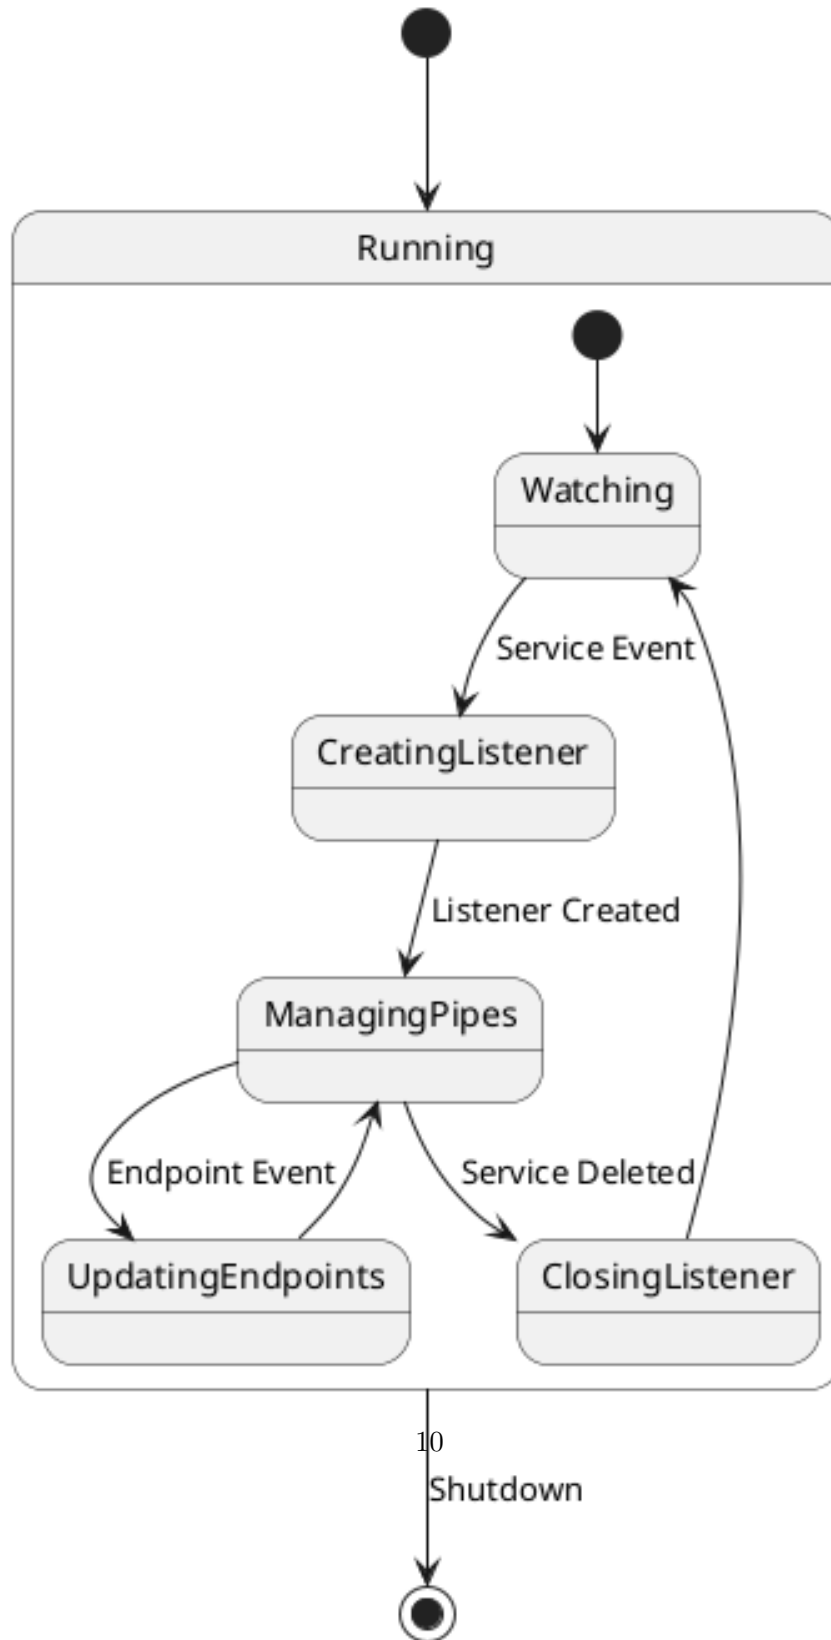 Running
Watching
Service Event
CreatingListener
Listener Created
ManagingPipes
Endpoint Event
Service Deleted
UpdatingEndpoints
ClosingListener
10
Shutdown